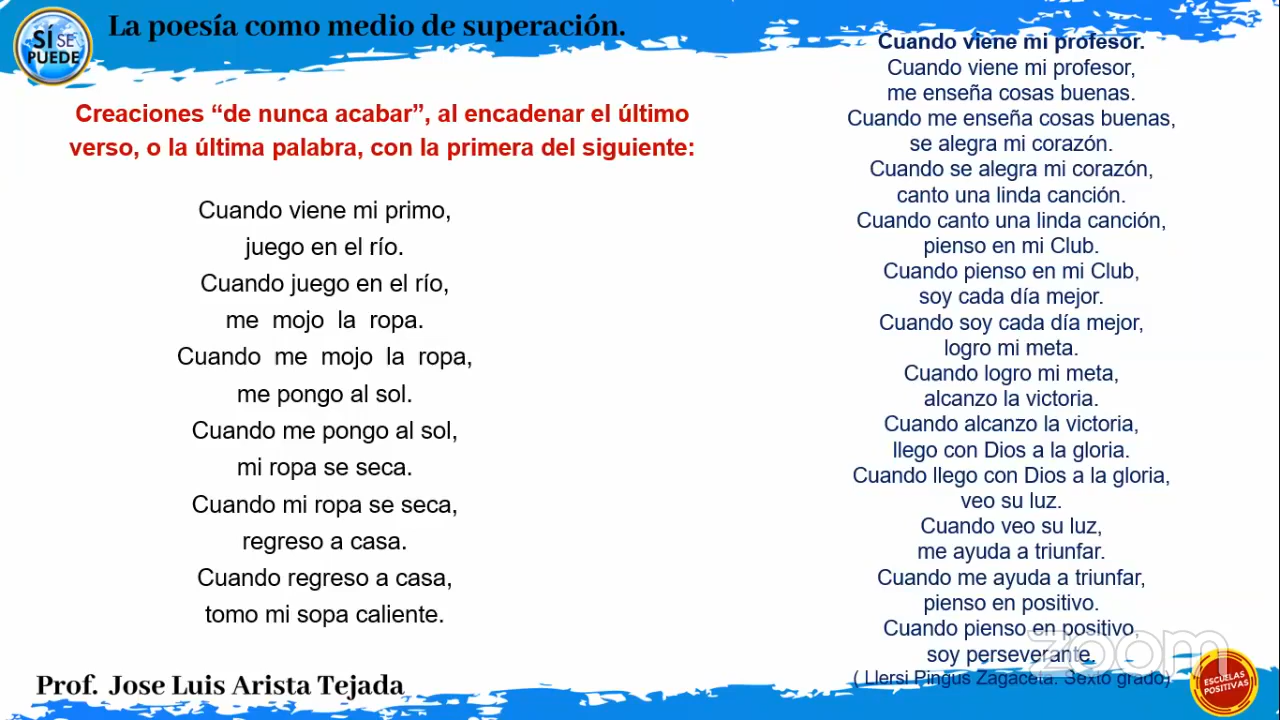 SÍ SE
PUEDE
La poesía como medio de superación.
Creaciones “de nunca acabar”, al encadenar el último
verso, o la última palabra, con la primera del siguiente:
Cuando viene mi primo,
juego en el río.
Cuando juego en el río,
me mojo la ropa.
Cuando me mojo la ropa,
me pongo al sol.
Cuando me pongo al sol,
mi ropa se seca.
Cuando mi ropa se seca,
regreso a casa.
Cuando regreso a casa,
tomo mi sopa caliente.
Cuando viene mi profesor.
Cuando viene mi profesor,
me enseña cosas buenas.
Cuando me enseña cosas buenas,
se alegra mi corazón.
Cuando se alegra mi corazón,
canto una linda canción.
Cuando canto una linda canción,
pienso en mi Club.
Cuando pienso en mi Club,
soy cada día mejor.
Cuando soy cada día mejor,
logro mi meta.
Cuando logro mi meta,
alcanzo la victoria.
Cuando alcanzo la victoria,
llego con Dios a la gloria.
Cuando llego con Dios a la gloria,
veo su luz.
Cuando veo su luz,
me ayuda a triunfar.
Cuando me ayuda a triunfar,
pienso en positivo.
Cuando pienso en positivo,
soy perseverante.
( Llersi Pingus Zagaceta. Sexto grado)
zoom
Prof. Jose Luis Arista Tejada
ESCUELAS
POSITIVAS